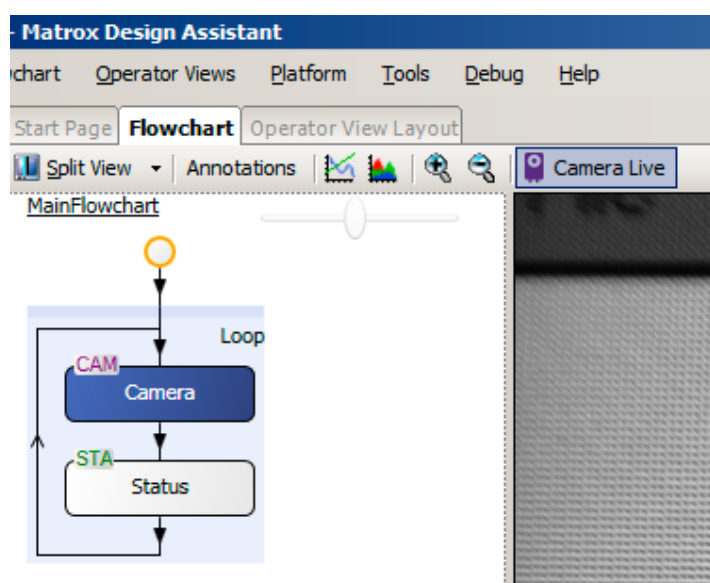 - Matrox Design Assistant
vchart Operator Views Platform Tools Debug Help
Start Page Flowchart Operator View Layout
Split View Annotations Camera Live
MainFlowchart
Loop
CAM
Camera
STA
Status